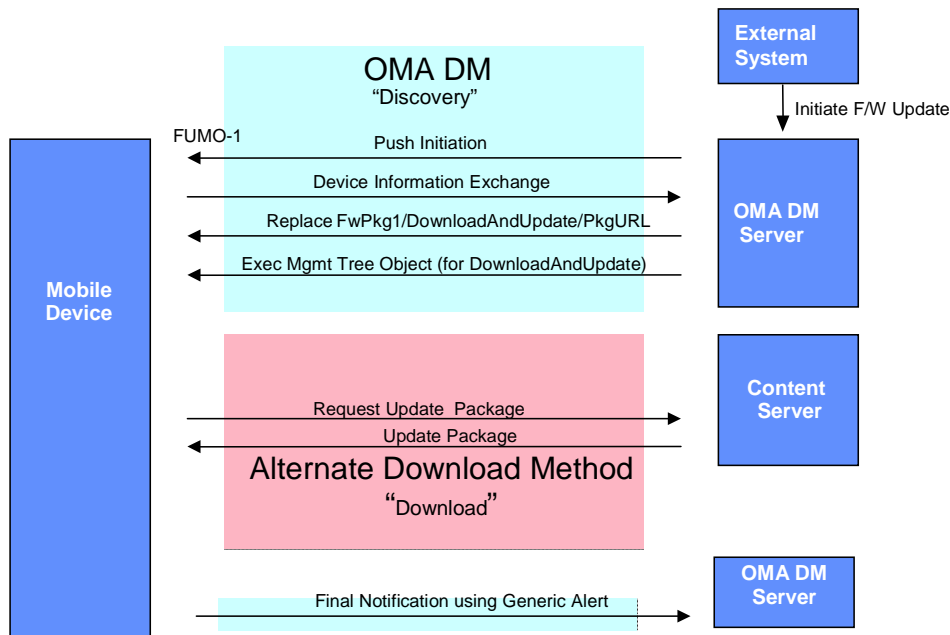 External
System
OMA DM
“Discovery”
Initiate F/W Update
FUMO-1
Push Initiation
Device Information Exchange
OMA DM
Server
Replace FwPkg1/DownloadAndUpdate/PkgURL
Exec Mgmt Tree Object (for DownloadAndUpdate)
Mobile
Device
Content
Server
Request Update Package
Update Package
Alternate Download Method
“Download”
OMA DM
Server
Final Notification using Generic Alert